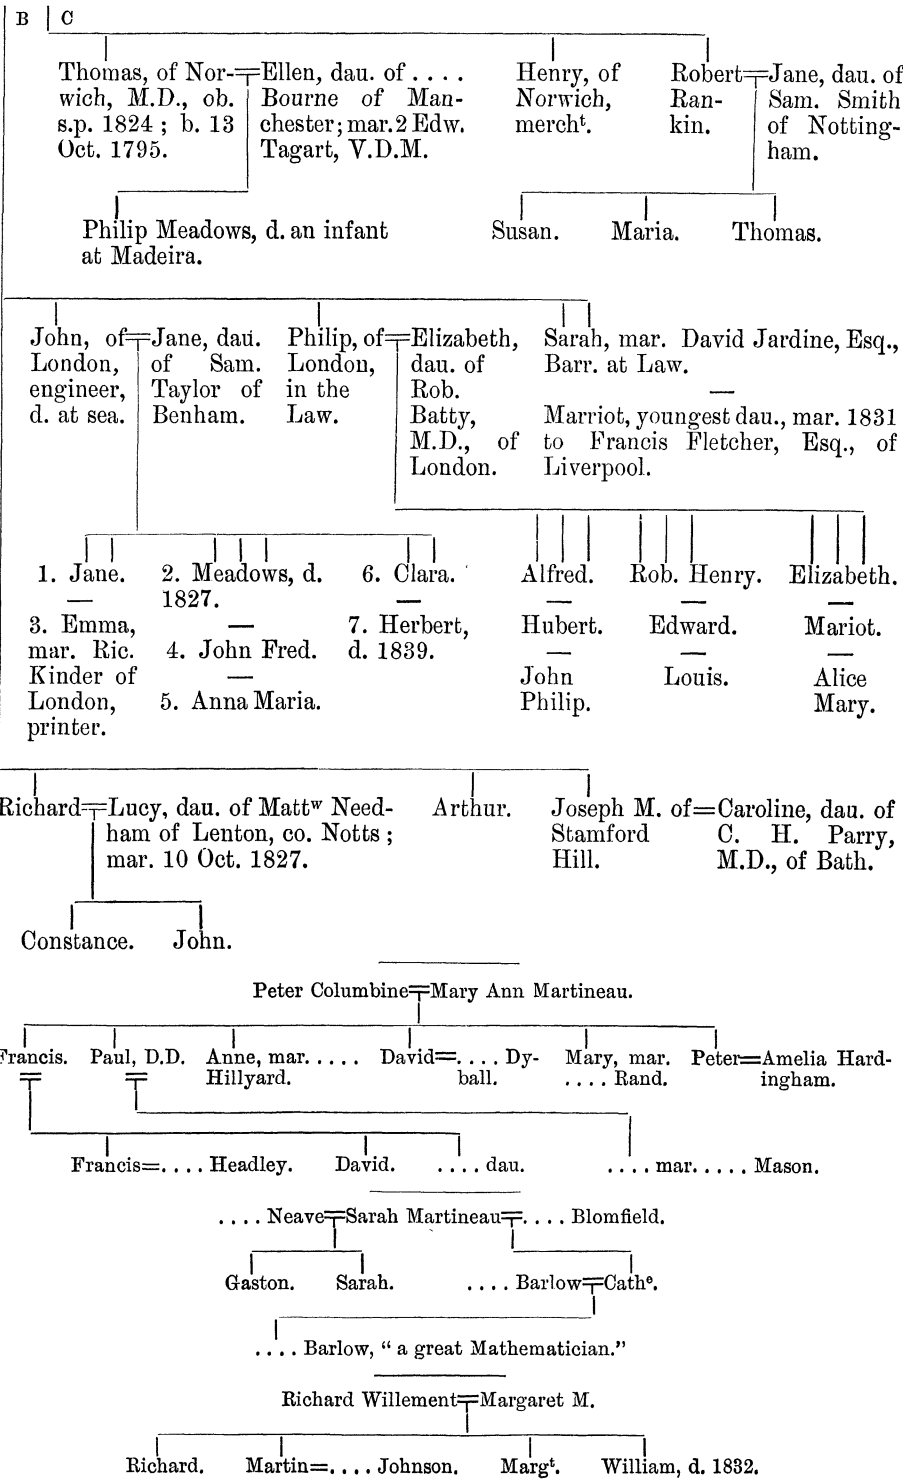 B | C
Thomas, of Nor-=Ellen, dau. of . . . .
wich, M.D., ob. Bourne of Man-
s.p. 1824 ; b. 13 chester; mar. 2 Edw.
Oct. 1795. Tagart, V.D.M.
Henry, of
Norwich,
mercht.
Robert=Jane, dau. of
Ran- Sam. Smith
kin. of Notting-
ham.
Philip Meadows, d. an infant
at Madeira.
Susan. Maria. Thomas.
John, of=Jane, dau.
London, of Sam.
engineer, Taylor of
d. at sea. Benham.
Philip, of=Elizabeth,
London, dau. of
in the Rob.
Law. Batty,
M.D., of
London.
Sarah, mar. David Jardine, Esq.,
Barr. at Law.
—
Marriot, youngest dau., mar. 1831
to Francis Fletcher, Esq., of
Liverpool.
1. Jane.
—
3. Emma,
mar. Ric.
Kinder of
London,
printer.
2. Meadows, d.
1827.
—
4. John Fred.
—
5. Anna Maria.
6. Clara.
—
7. Herbert,
d. 1839.
Alfred.
—
Hubert.
—
John
Philip.
Rob. Henry.
—
Edward.
—
Louis.
Elizabeth.
—
Mariot.
—
Alice
Mary.
Richard=Lucy, dau. of Mattw Need-
ham of Lenton, co. Notts ;
mar. 10 Oct. 1827.
Arthur.
Joseph M. of=Caroline, dau. of
Stamford C. H. Parry,
Hill. M.D., of Bath.
Constance. John.
Peter Columbine=Mary Ann Martineau.
Francis. Paul, D.D. Anne, mar. . . . . David=. . . . Dy- Mary, mar. Peter=Amelia Hard-
Hillyard. ball. . . . . Rand. ingham.
Francis=. . . . Headley. David. . . . . dau. . . . . mar. . . . . Mason.
. . . . Neave=Sarah Martineau=. . . . Blomfield.
Gaston. Sarah. . . . . Barlow=Cathe.
. . . . Barlow, “ a great Mathematician.”
Richard Willement=Margaret M.
Richard. Martin=. . . . Johnson. Margt. William, d. 1832.